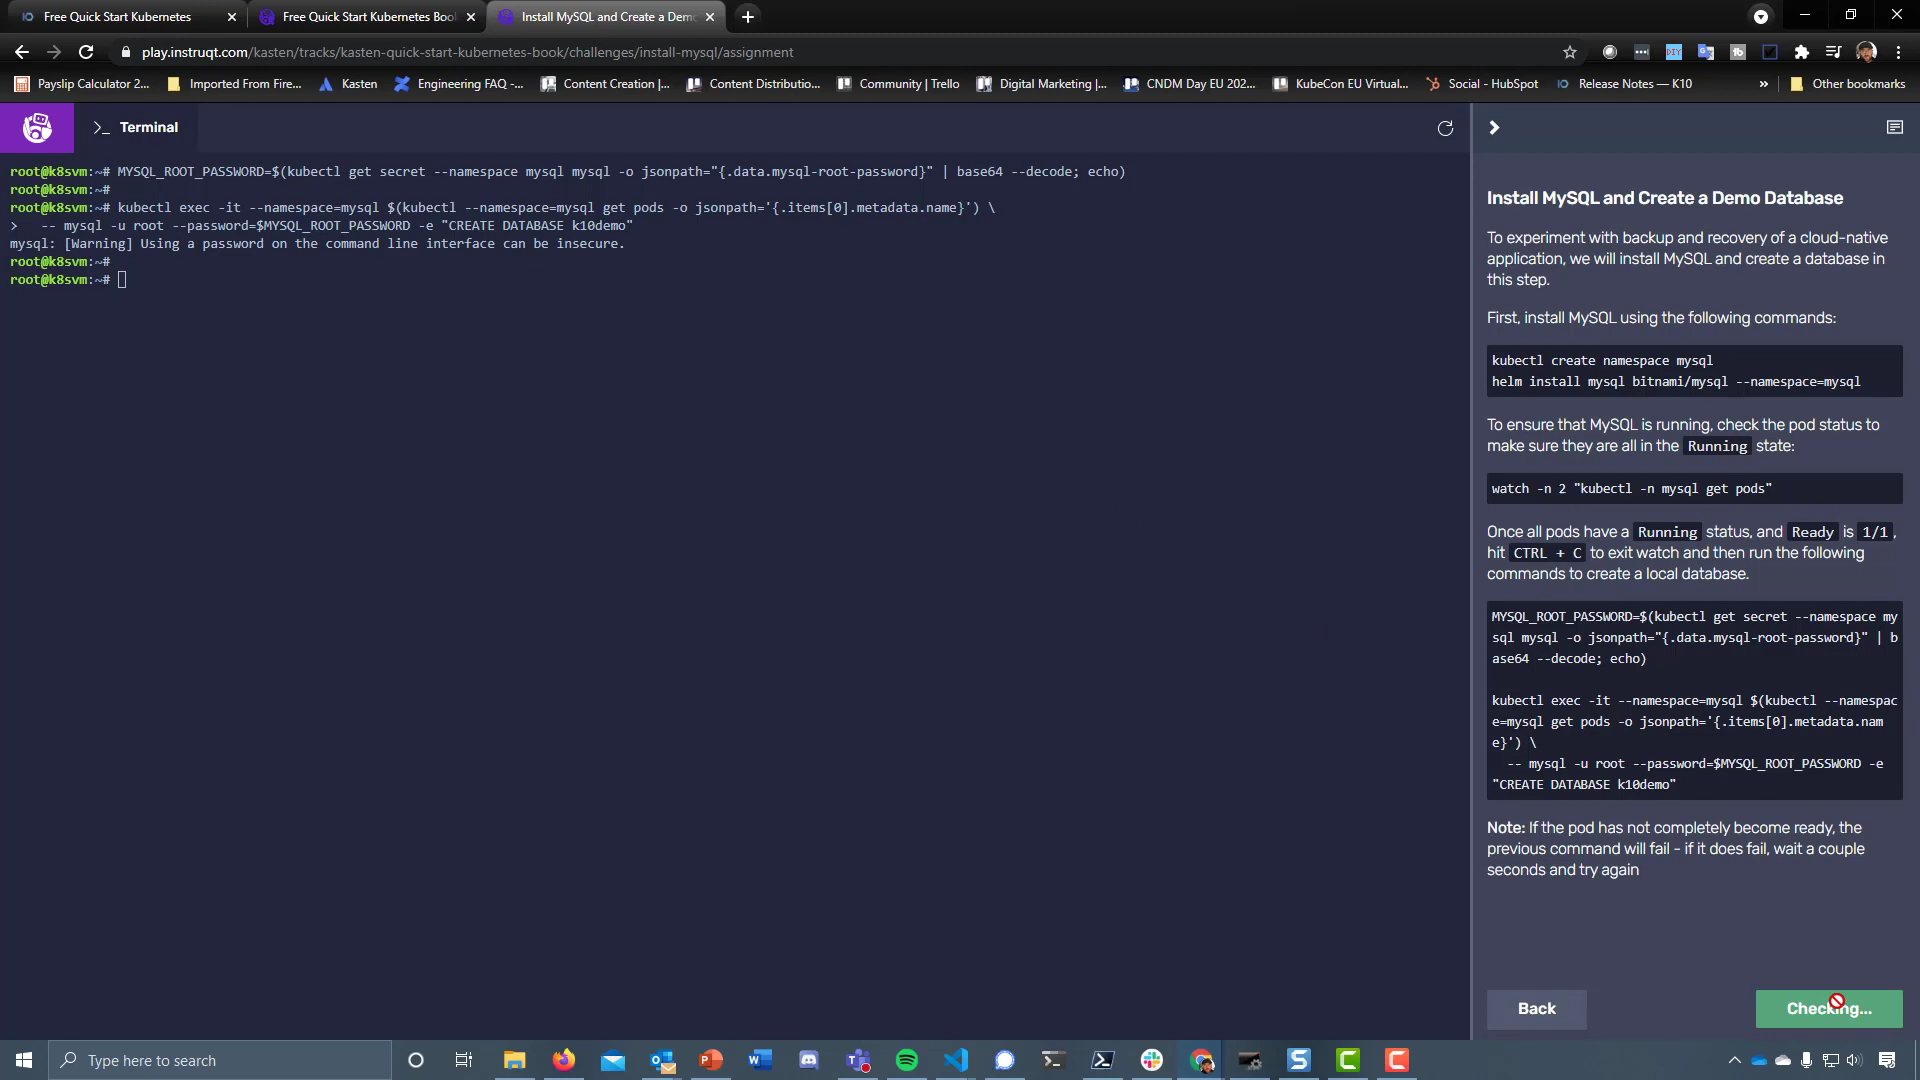 Free Quick Start Kubernetes
Free Quick Start Kubernetes Boo
Install MySQL and Create a Dem
play.instruqt.com/kasten/tracks/kasten-quick-start-kubernetes-book/challenges/install-mysql/assignment
Payslip Calculator 2...
Imported From Fire...
Kasten
Engineering FAQ -...
Content Creation |...
Content Distributio...
Community | Trello
Digital Marketing |...
CNDM Day EU 202...
KubeCon EU Virtual...
Social - HubSpot
Release Notes — K10
»
Other bookmarks
>_ Terminal
root@k8svm:~# MYSQL_ROOT_PASSWORD=$(kubectl get secret --namespace mysql mysql -o jsonpath="{.data.mysql-root-password}" | base64 --decode; echo)
root@k8svm:~#
root@k8svm:~# kubectl exec -it --namespace=mysql $(kubectl --namespace=mysql get pods -o jsonpath='{.items[0].metadata.name}') \
>   -- mysql -u root --password=$MYSQL_ROOT_PASSWORD -e "CREATE DATABASE k10demo"
mysql: [Warning] Using a password on the command line interface can be insecure.
root@k8svm:~#
root@k8svm:~#
Install MySQL and Create a Demo Database
To experiment with backup and recovery of a cloud-native
application, we will install MySQL and create a database in
this step.
First, install MySQL using the following commands:
kubectl create namespace mysql
helm install mysql bitnami/mysql --namespace=mysql
To ensure that MySQL is running, check the pod status to
make sure they are all in the Running state:
watch -n 2 "kubectl -n mysql get pods"
Once all pods have a Running status, and Ready is 1/1,
hit CTRL + C to exit watch and then run the following
commands to create a local database.
MYSQL_ROOT_PASSWORD=$(kubectl get secret --namespace my
sql mysql -o jsonpath="{.data.mysql-root-password}" | b
ase64 --decode; echo)
kubectl exec -it --namespace=mysql $(kubectl --namespac
e=mysql get pods -o jsonpath='{.items[0].metadata.nam
e}') \
-- mysql -u root --password=$MYSQL_ROOT_PASSWORD -e
"CREATE DATABASE k10demo"
Note: If the pod has not completely become ready, the
previous command will fail - if it does fail, wait a couple
seconds and try again
Back
Checking...
Type here to search